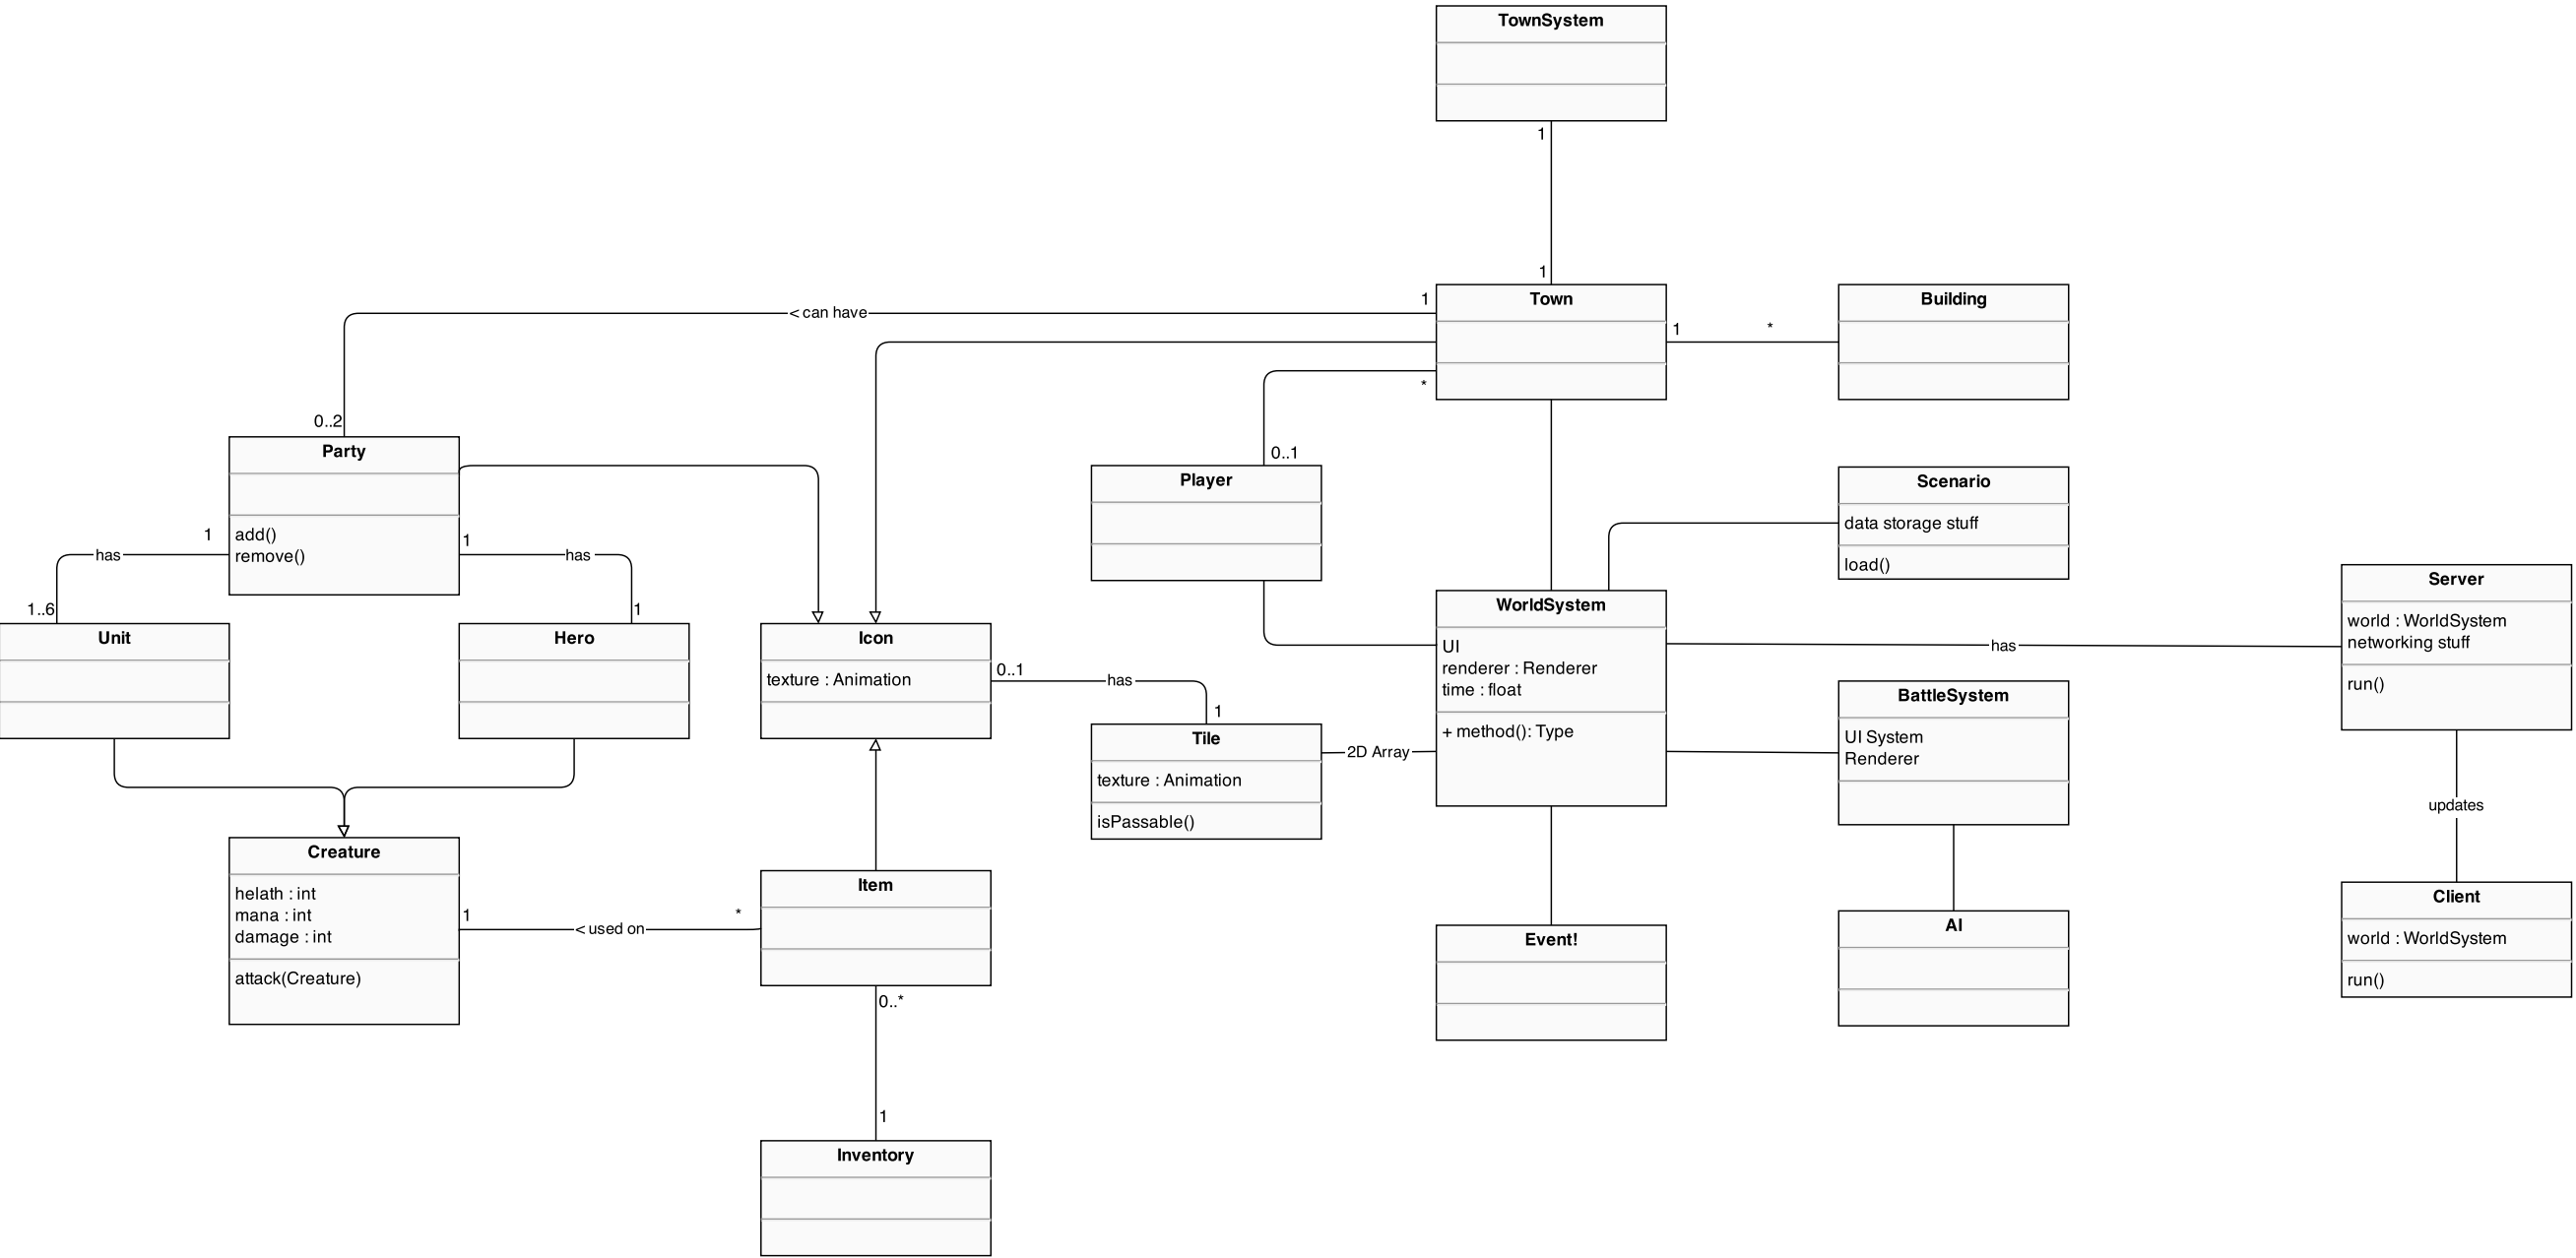 TownSystem
1
1
Town
1
< can have
0..2
1
*
Building
*
0..1
Party
add()
remove()
1
has
1..6
1
has
1
Player
Scenario
data storage stuff
load()
Unit
Hero
Icon
texture : Animation
0..1
has
1
Tile
texture : Animation
isPassable()
2D Array
WorldSystem
UI
renderer : Renderer
time : float
+ method(): Type
has
Server
world : WorldSystem
networking stuff
run()
BattleSystem
UI System
Renderer
updates
Creature
helath : int
mana : int
damage : int
attack(Creature)
1
< used on
*
Item
0..*
1
Inventory
Event!
AI
Client
world : WorldSystem
run()